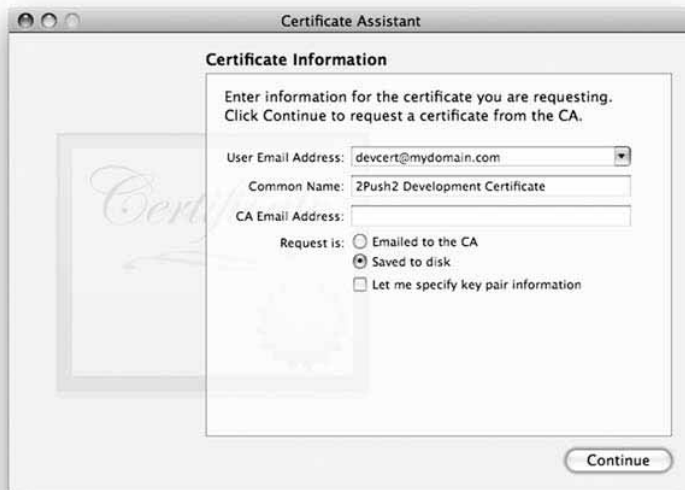 Certificate Assistant
Certificate Information
Enter information for the certificate you are requesting.
Click Continue to request a certificate from the CA.
User Email Address: devcert@mydomain.com
Common Name: 2Push2 Development Certificate
CA Email Address:
Request is: Emailed to the CA
Saved to disk
Let me specify key pair information
Certificate
Continue